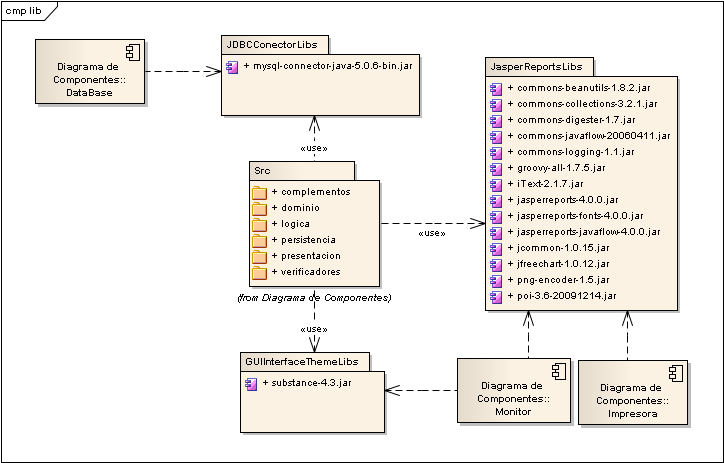 cmp lib
JDBCConectorLibs
+ mysql-connector-java-5.0.6-bin.jar
Diagrama de
Componentes::
DataBase
JasperReportsLibs
+ commons-beanutils-1.8.2.jar
+ commons-collections-3.2.1.jar
+ commons-digester-1.7.jar
+ commons-javaflow-20060411.jar
+ commons-logging-1.1.jar
+ groovy-all-1.7.5.jar
+ iText-2.1.7.jar
+ jasperreports-4.0.0.jar
+ jasperreports-fonts-4.0.0.jar
+ jasperreports-javaflow-4.0.0.jar
+ jcommon-1.0.15.jar
+ jfreechart-1.0.12.jar
+ png-encoder-1.5.jar
+ poi-3.6-20091214.jar
«use»
Src
+ complementos
+ dominio
+ logica
+ persistencia
+ presentacion
+ verificadores
(from Diagrama de Componentes)
«use»
«use»
GUIInterfaceThemeLibs
+ substance-4.3.jar
Diagrama de
Componentes::
Monitor
Diagrama de
Componentes::
Impresora